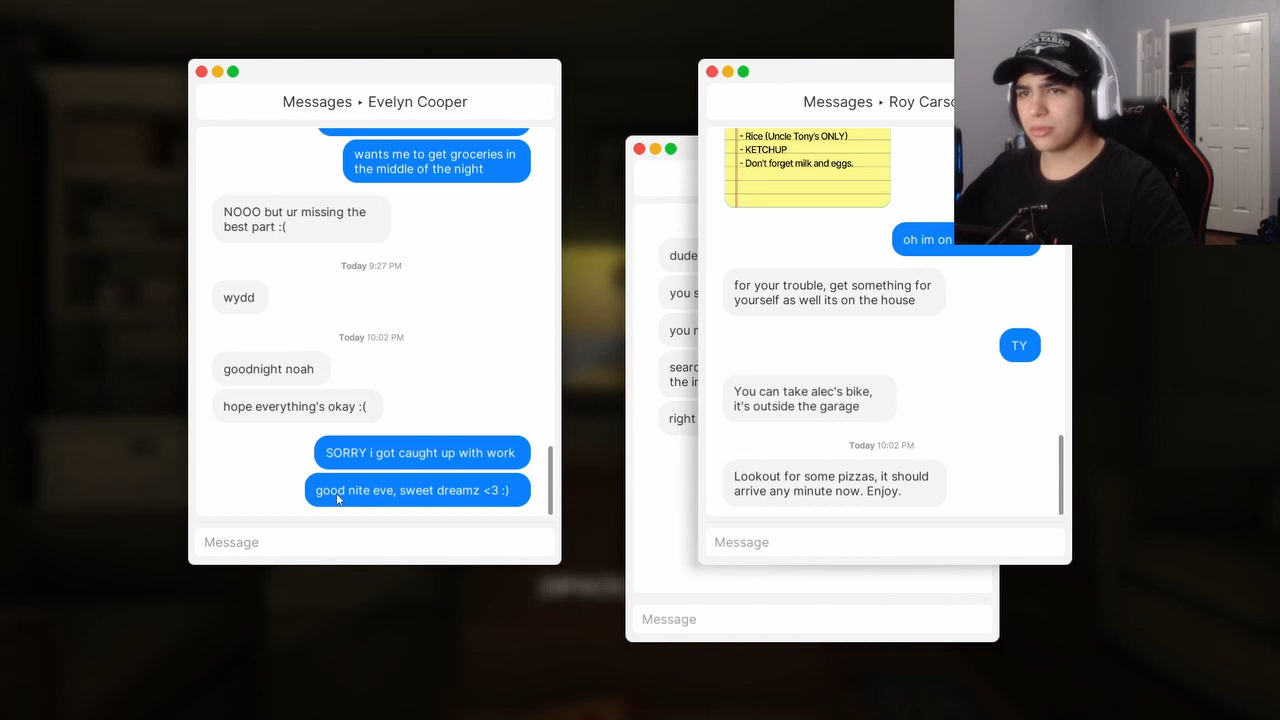 Messages ▸ Evelyn Cooper
wants me to get groceries in
the middle of the night
NOOO but ur missing the
best part :(
Today 9:27 PM
wydd
Today 10:02 PM
goodnight noah
hope everything's okay :(
SORRY i got caught up with work
good nite eve, sweet dreamz <3 :)
Message
dude
you
you
the
right
Message
Messages ▸ Roy
- Rice (Uncle Tony's ONLY)
- KETCHUP
- Don't forget milk and eggs.
oh im on
for your trouble, get something for
yourself as well its on the house
TY
You can take alec's bike,
it's outside the garage
Today 10:02 PM
Lookout for some pizzas, it should
arrive any minute now. Enjoy.
Message